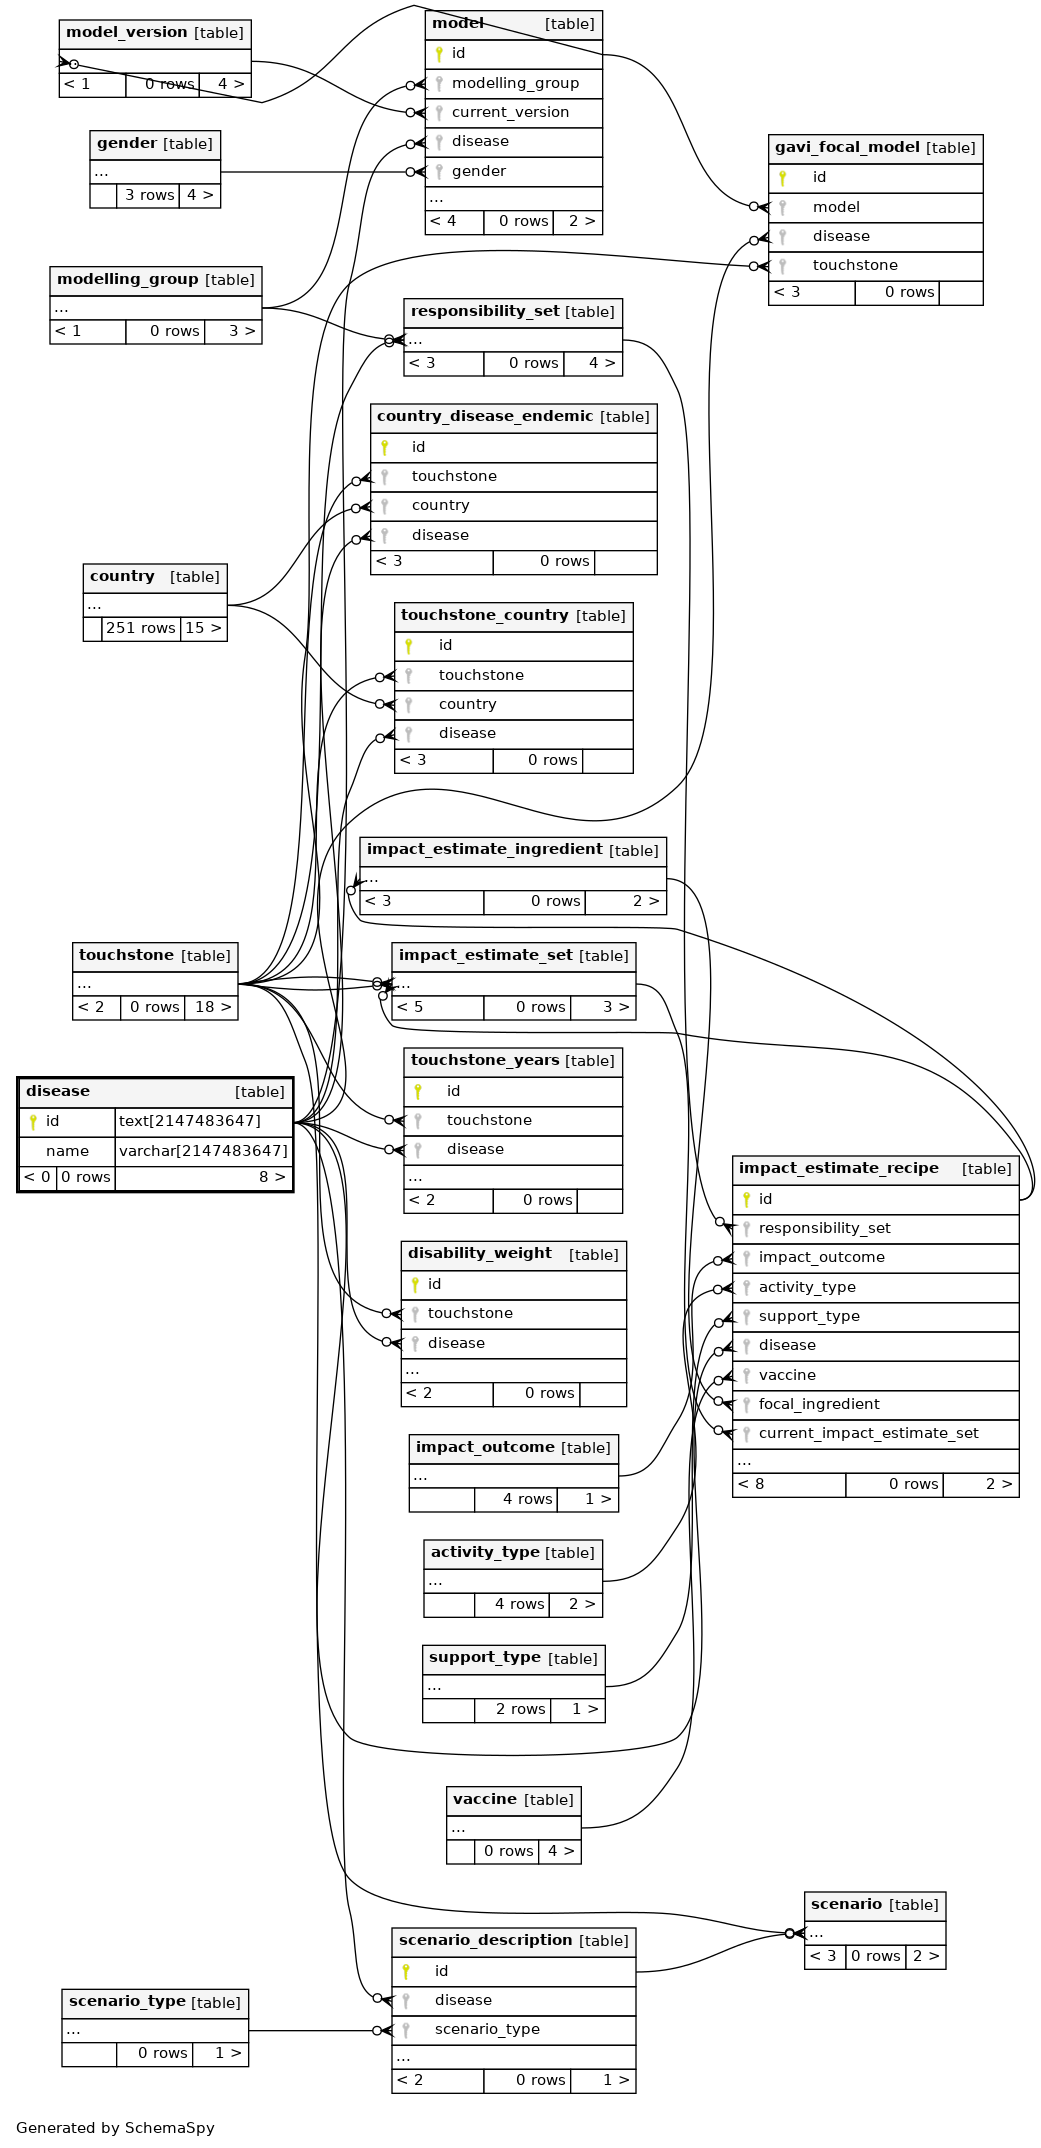 model_version [table]
...
< 1 0 rows 4 >
model [table]
id
modelling_group
current_version
disease
gender
...
< 4 0 rows 2 >
gender [table]
...
3 rows 4 >
gavi_focal_model [table]
id
model
disease
touchstone
< 3 0 rows
modelling_group [table]
...
< 1 0 rows 3 >
responsibility_set [table]
...
< 3 0 rows 4 >
country_disease_endemic [table]
id
touchstone
country
disease
< 3 0 rows
country [table]
...
251 rows 15 >
touchstone_country [table]
id
touchstone
country
disease
< 3 0 rows
impact_estimate_ingredient [table]
...
< 3 0 rows 2 >
touchstone [table]
...
< 2 0 rows 18 >
impact_estimate_set [table]
...
< 5 0 rows 3 >
touchstone_years [table]
id
touchstone
disease
...
< 2 0 rows
disease [table]
id text[2147483647]
name varchar[2147483647]
< 0 0 rows 8 >
impact_estimate_recipe [table]
id
responsibility_set
impact_outcome
activity_type
support_type
disease
vaccine
focal_ingredient
current_impact_estimate_set
...
< 8 0 rows 2 >
disability_weight [table]
id
touchstone
disease
...
< 2 0 rows
impact_outcome [table]
...
4 rows 1 >
activity_type [table]
...
4 rows 2 >
support_type [table]
...
2 rows 1 >
vaccine [table]
...
0 rows 4 >
scenario [table]
...
< 3 0 rows 2 >
scenario_description [table]
id
disease
scenario_type
...
< 2 0 rows 1 >
scenario_type [table]
...
0 rows 1 >
Generated by SchemaSpy